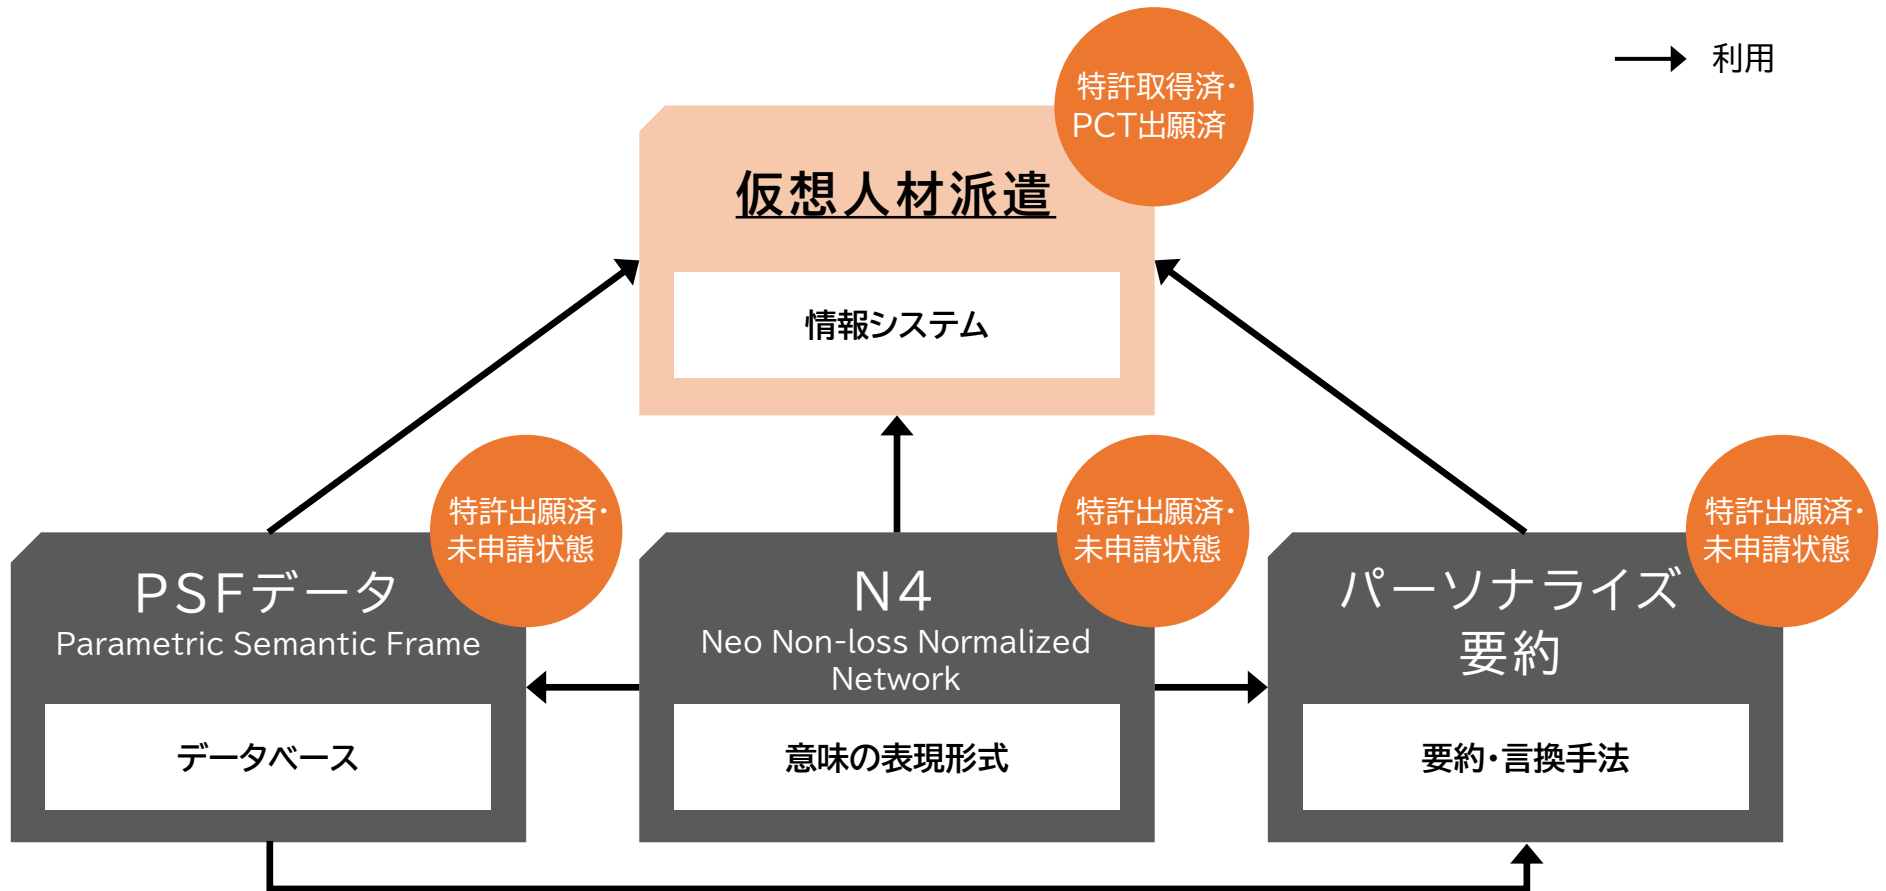 利用
特許取得済・
PCT出願済
仮想人材派遣
情報システム
特許出願済・
未申請状態
PSFデータ
Parametric Semantic Frame
データベース
特許出願済・
未申請状態
N4
Neo Non-loss Normalized
Network
意味の表現形式
特許出願済・
未申請状態
パーソナライズ
要約
要約・言換手法